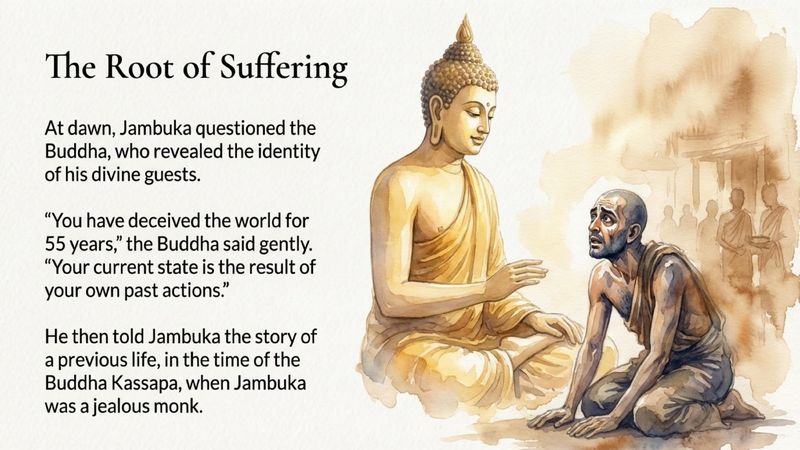 The Root of Suffering
At dawn, Jambuka questioned the
Buddha, who revealed the identity
of his divine guests.
“You have deceived the world for
55 years,” the Buddha said gently.
“Your current state is the result of
your own past actions.”
He then told Jambuka the story of
a previous life, in the time of the
Buddha Kassapa, when Jambuka
was a jealous monk.